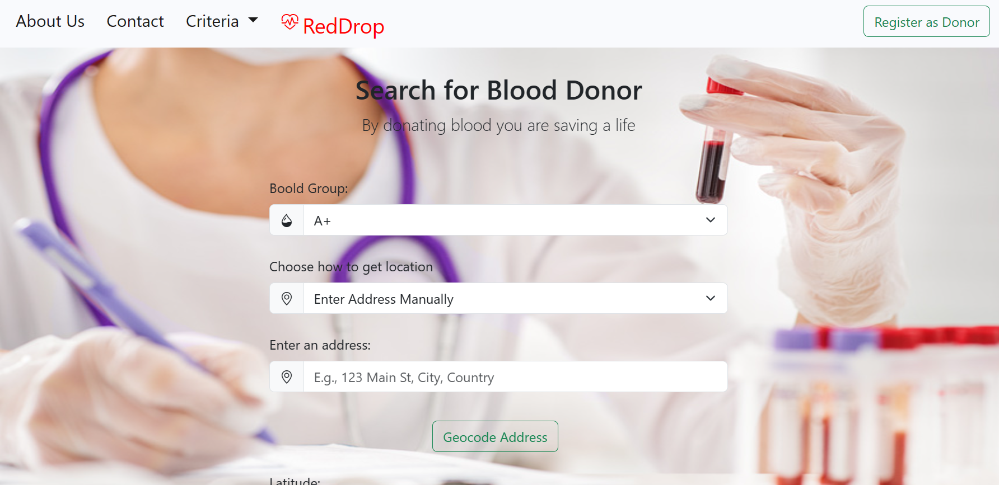 About Us
Contact
Criteria
RedDrop
Register as Donor
Search for Blood Donor
By donating blood you are saving a life
Boold Group:
A+
Choose how to get location
Enter Address Manually
Enter an address:
E.g., 123 Main St, City, Country
Geocode Address
Latitude: